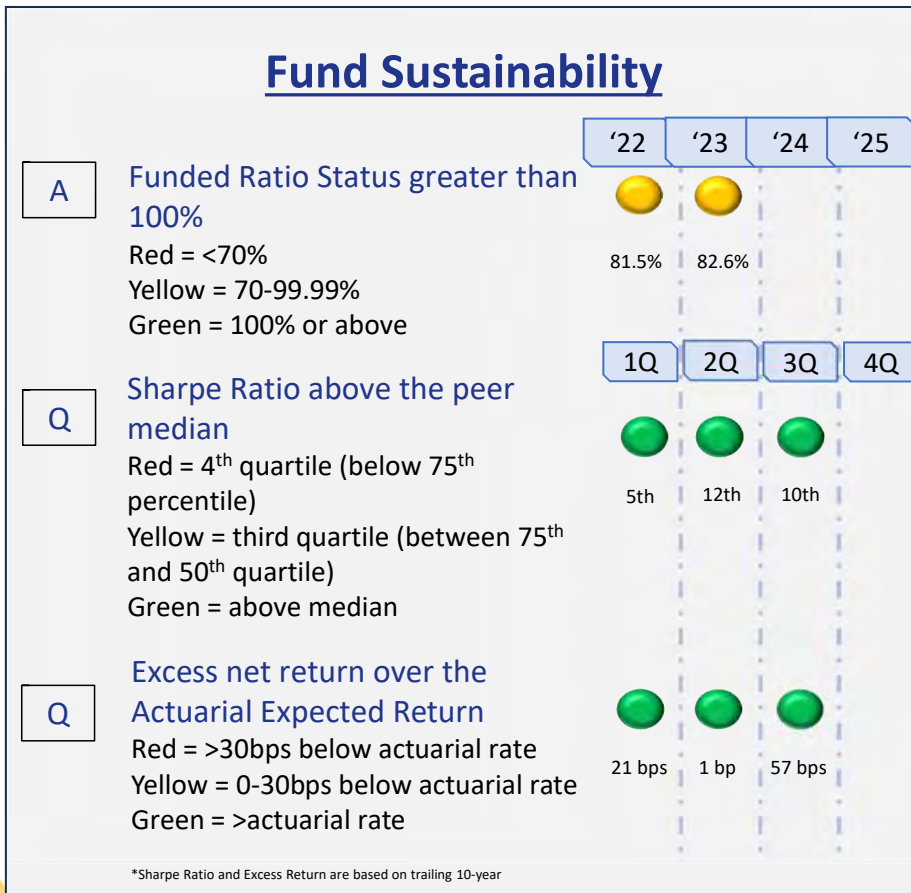 Fund Sustainability
'22 '23 '24 '25
A
Funded Ratio Status greater than
100%
Red = <70%
Yellow = 70-99.99%
Green = 100% or above
81.5% 82.6%
1Q 2Q 3Q 4Q
Q
Sharpe Ratio above the peer
median
Red = 4th quartile (below 75th
percentile)
Yellow = third quartile (between 75th
and 50th quartile)
Green = above median
5th 12th 10th
Q
Excess net return over the
Actuarial Expected Return
Red = >30bps below actuarial rate
Yellow = 0-30bps below actuarial rate
Green = >actuarial rate
21 bps 1 bp 57 bps
*Sharpe Ratio and Excess Return are based on trailing 10-year